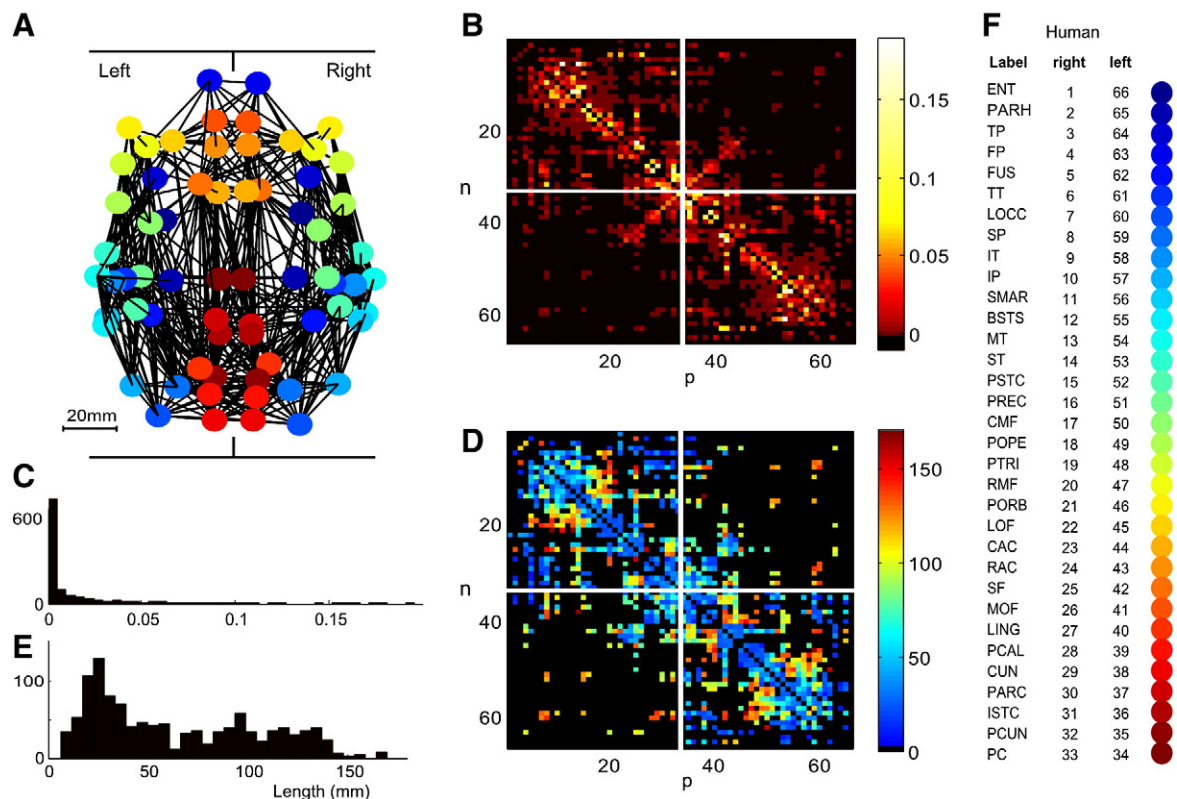 A
Left
Right
20mm
B
n
20
40
60
20
40
60
p
0.15
0.1
0.05
0
C
600
0
0
0.05
0.1
0.15
D
n
20
40
60
20
40
60
p
150
100
50
0
E
100
0
0
50
100
150
Length (mm)
F
Human
Label right left
ENT 1 66
PARH 2 65
TP 3 64
FP 4 63
FUS 5 62
TT 6 61
LOCC 7 60
SP 8 59
IT 9 58
IP 10 57
SMAR 11 56
BSTS 12 55
MT 13 54
ST 14 53
PSTC 15 52
PREC 16 51
CMF 17 50
POPE 18 49
PTRI 19 48
RMF 20 47
PORB 21 46
LOF 22 45
CAC 23 44
RAC 24 43
SF 25 42
MOF 26 41
LING 27 40
PCAL 28 39
CUN 29 38
PARC 30 37
ISTC 31 36
PCUN 32 35
PC 33 34